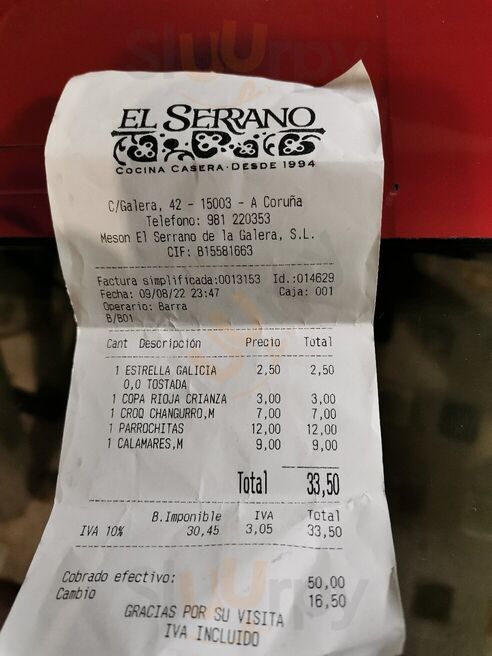 EL SERRANO
COCINA CASERA·DESDE 1994
C/Galera, 42 - 15003 - A Coruña
Telefono: 981 220353
Meson El Serrano de la Galera, S.L.
CIF: B15581663
Factura simplificada:0013153 Id.:014629
Fecha: 09/08/22 23:47 Caja: 001
Operario: Barra
B/B01
Cant Descripción Precio Total
1 ESTRELLA GALICIA 2,50 2,50
0,0 TOSTADA
1 COPA RIOJA CRIANZA 3,00 3,00
1 CROQ CHANGURRO,M 7,00 7,00
1 PARROCHITAS 12,00 12,00
1 CALAMARES,M 9,00 9,00
Total 33,50
B.Imponible IVA Total
IVA 10% 30,45 3,05 33,50
Cobrado efectivo: 50,00
Cambio 16,50
GRACIAS POR SU VISITA
IVA INCLUIDO
Sluurpy
Sluurpy